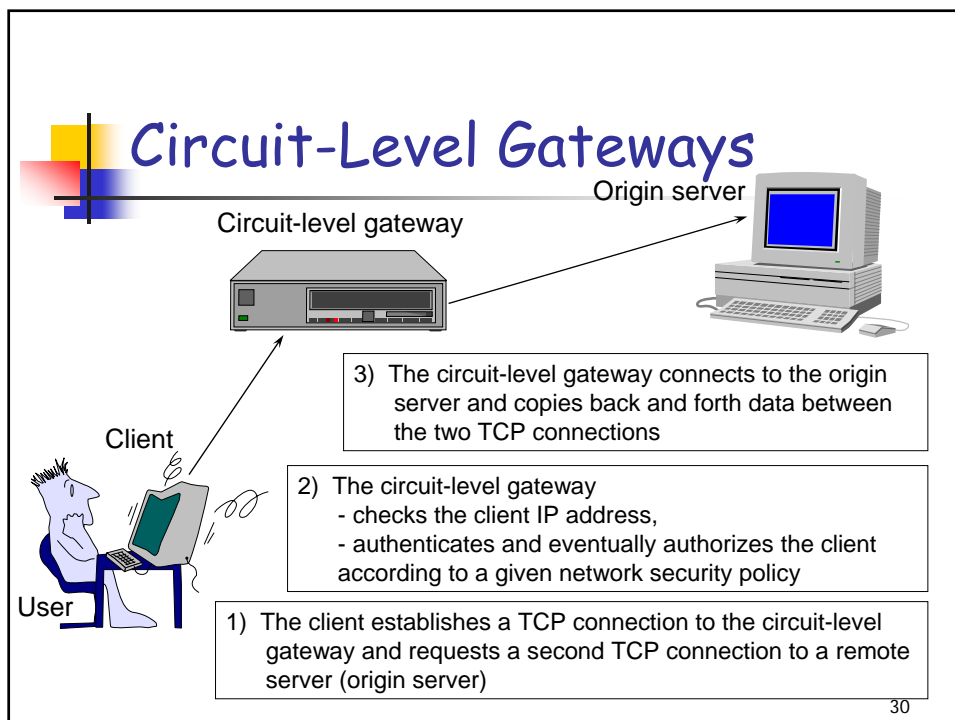 Circuit-Level Gateways
Origin server
Circuit-level gateway
3) The circuit-level gateway connects to the origin
server and copies back and forth data between
the two TCP connections
Client
2) The circuit-level gateway
- checks the client IP address,
- authenticates and eventually authorizes the client
according to a given network security policy
User
1) The client establishes a TCP connection to the circuit-level
gateway and requests a second TCP connection to a remote
server (origin server)
30